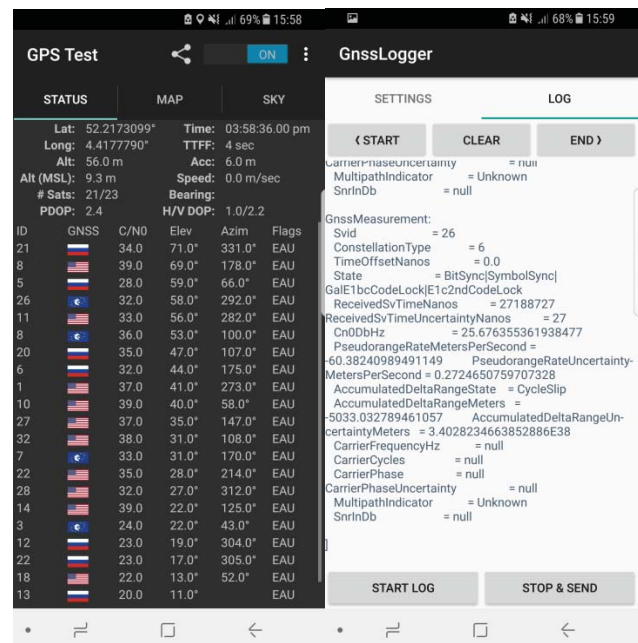 69% 15:58
GPS Test
ON
STATUS MAP SKY
Lat: 52.2173099° Time: 03:58:36.00 pm
Long: 4.4177790° TTFF: 4 sec
Alt: 56.0 m Acc: 6.0 m
Alt (MSL): 9.3 m Speed: 0.0 m/sec
# Sats: 21/23 Bearing:
PDOP: 2.4 H/V DOP: 1.0/2.2
ID GNSS C/N0 Elev Azim Flags
21 34.0 71.0° 331.0° EAU
8 39.0 69.0° 178.0° EAU
5 28.0 59.0° 66.0° EAU
26 32.0 58.0° 292.0° EAU
11 33.0 56.0° 282.0° EAU
8 36.0 53.0° 100.0° EAU
20 35.0 47.0° 107.0° EAU
6 32.0 44.0° 175.0° EAU
1 37.0 41.0° 273.0° EAU
10 39.0 40.0° 58.0° EAU
27 37.0 35.0° 147.0° EAU
32 38.0 31.0° 108.0° EAU
7 33.0 31.0° 170.0° EAU
22 35.0 28.0° 214.0° EAU
28 32.0 27.0° 312.0° EAU
14 39.0 22.0° 125.0° EAU
3 24.0 22.0° 43.0° EAU
12 23.0 19.0° 304.0° EAU
22 23.0 17.0° 305.0° EAU
18 22.0 13.0° 52.0° EAU
13 20.0 11.0° EAU
68% 15:59
GnssLogger
SETTINGS LOG
‹ START CLEAR END ›
CarrierPhaseUncertainty = null
MultipathIndicator = Unknown
SnrInDb = null
GnssMeasurement:
Svid = 26
ConstellationType = 6
TimeOffsetNanos = 0.0
State = BitSync|SymbolSync|
GalE1bcCodeLock|E1c2ndCodeLock
ReceivedSvTimeNanos = 27188727
ReceivedSvTimeUncertaintyNanos = 27
Cn0DbHz = 25.676355361938477
PseudorangeRateMetersPerSecond =
-60.38240989491149 PseudorangeRateUncertainty-
MetersPerSecond = 0.2724650759707328
AccumulatedDeltaRangeState = CycleSlip
AccumulatedDeltaRangeMeters =
-5033.032789461057 AccumulatedDeltaRangeUn-
certaintyMeters = 3.4028234663852886E38
CarrierFrequencyHz = null
CarrierCycles = null
CarrierPhase = null
CarrierPhaseUncertainty = null
MultipathIndicator = Unknown
SnrInDb = null
]
START LOG STOP & SEND